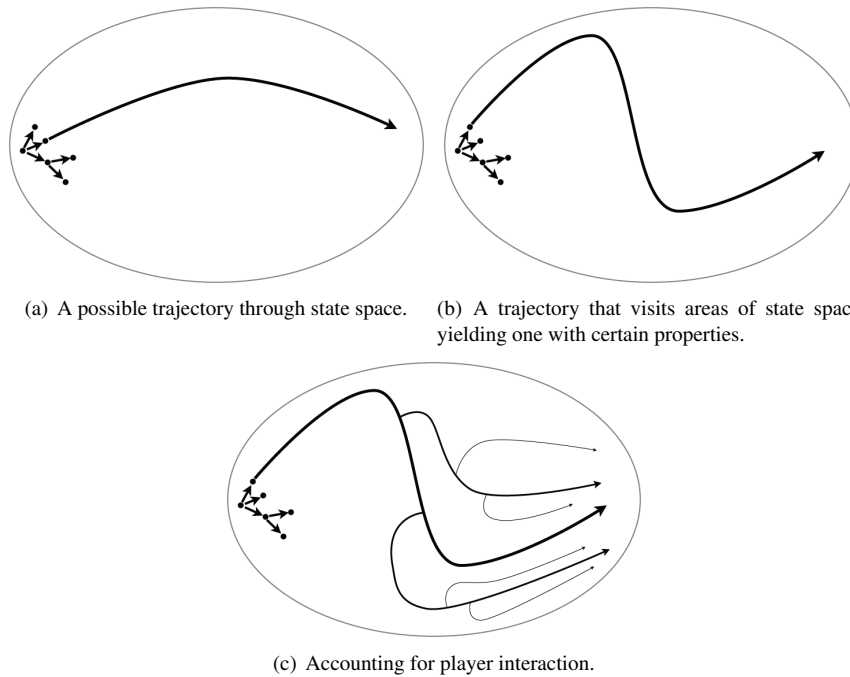 (a) A possible trajectory through state space.
(b) A trajectory that visits areas of state spac
yielding one with certain properties.
(c) Accounting for player interaction.